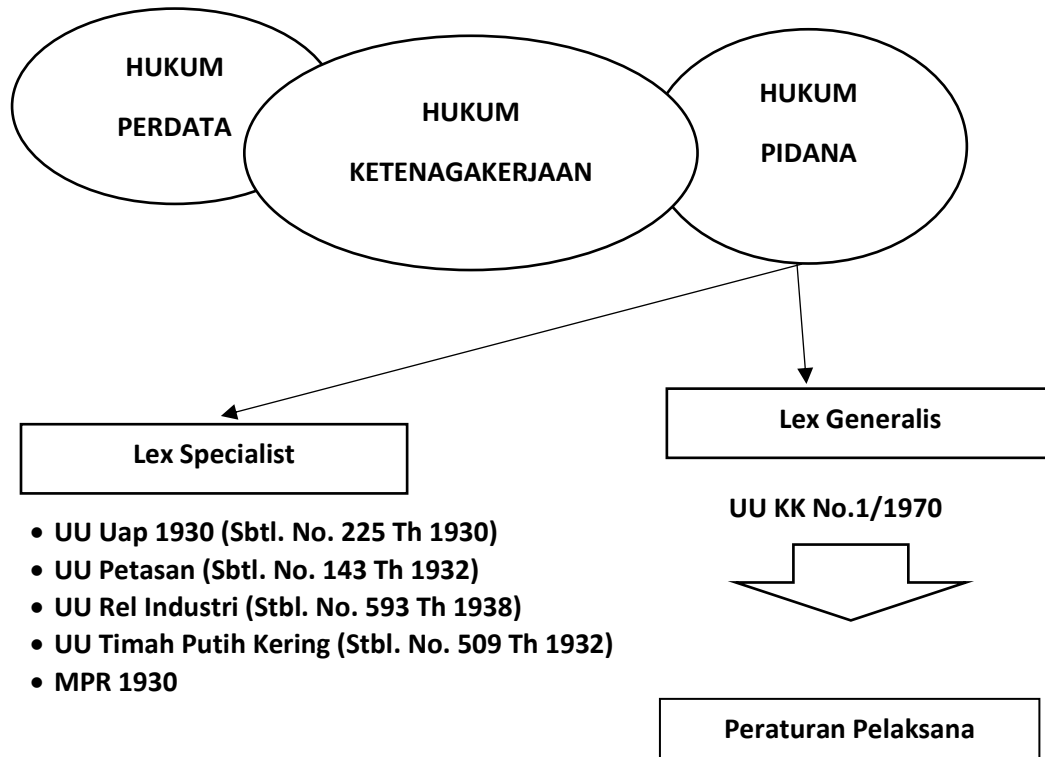 HUKUM
PERDATA
HUKUM
KETENAGAKERJAAN
HUKUM
PIDANA
Lex Specialist
• UU Uap 1930 (Sbtl. No. 225 Th 1930)
• UU Petasan (Sbtl. No. 143 Th 1932)
• UU Rel Industri (Stbl. No. 593 Th 1938)
• UU Timah Putih Kering (Stbl. No. 509 Th 1932)
• MPR 1930
Lex Generalis
UU KK No.1/1970
Peraturan Pelaksana